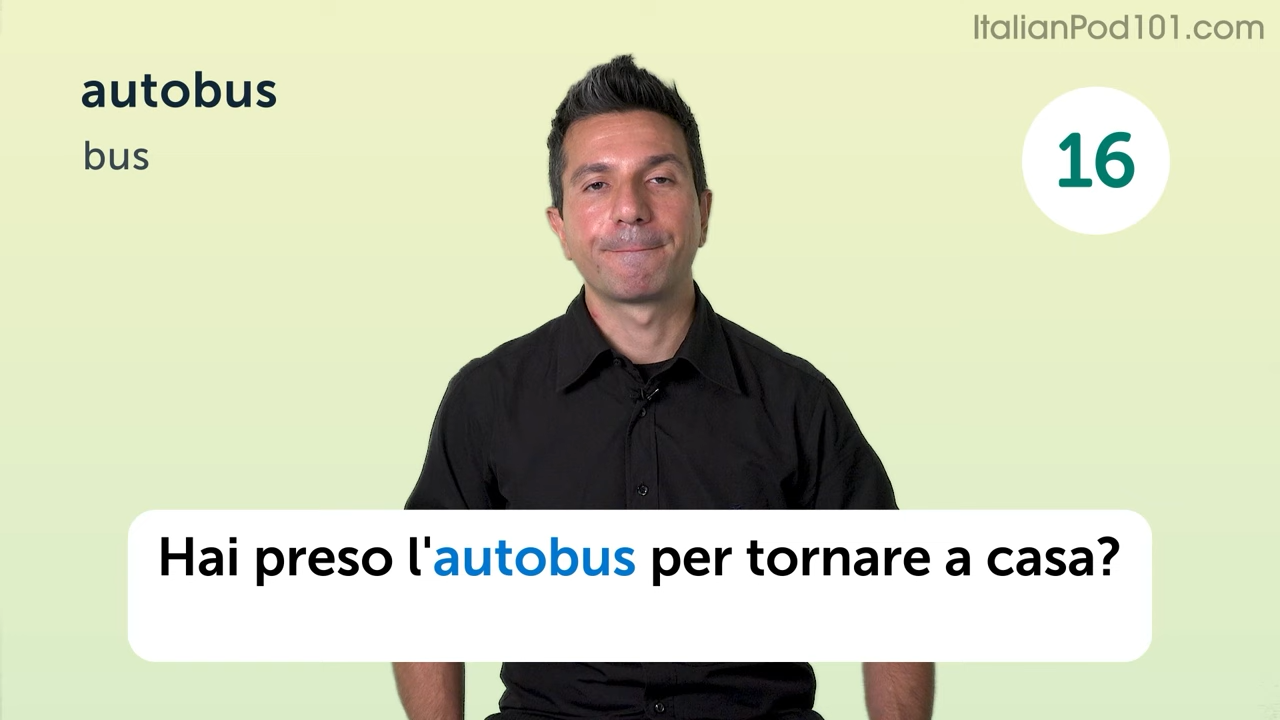 ItalianPod101.com
autobus
bus
16
Hai preso l'autobus per tornare a casa?